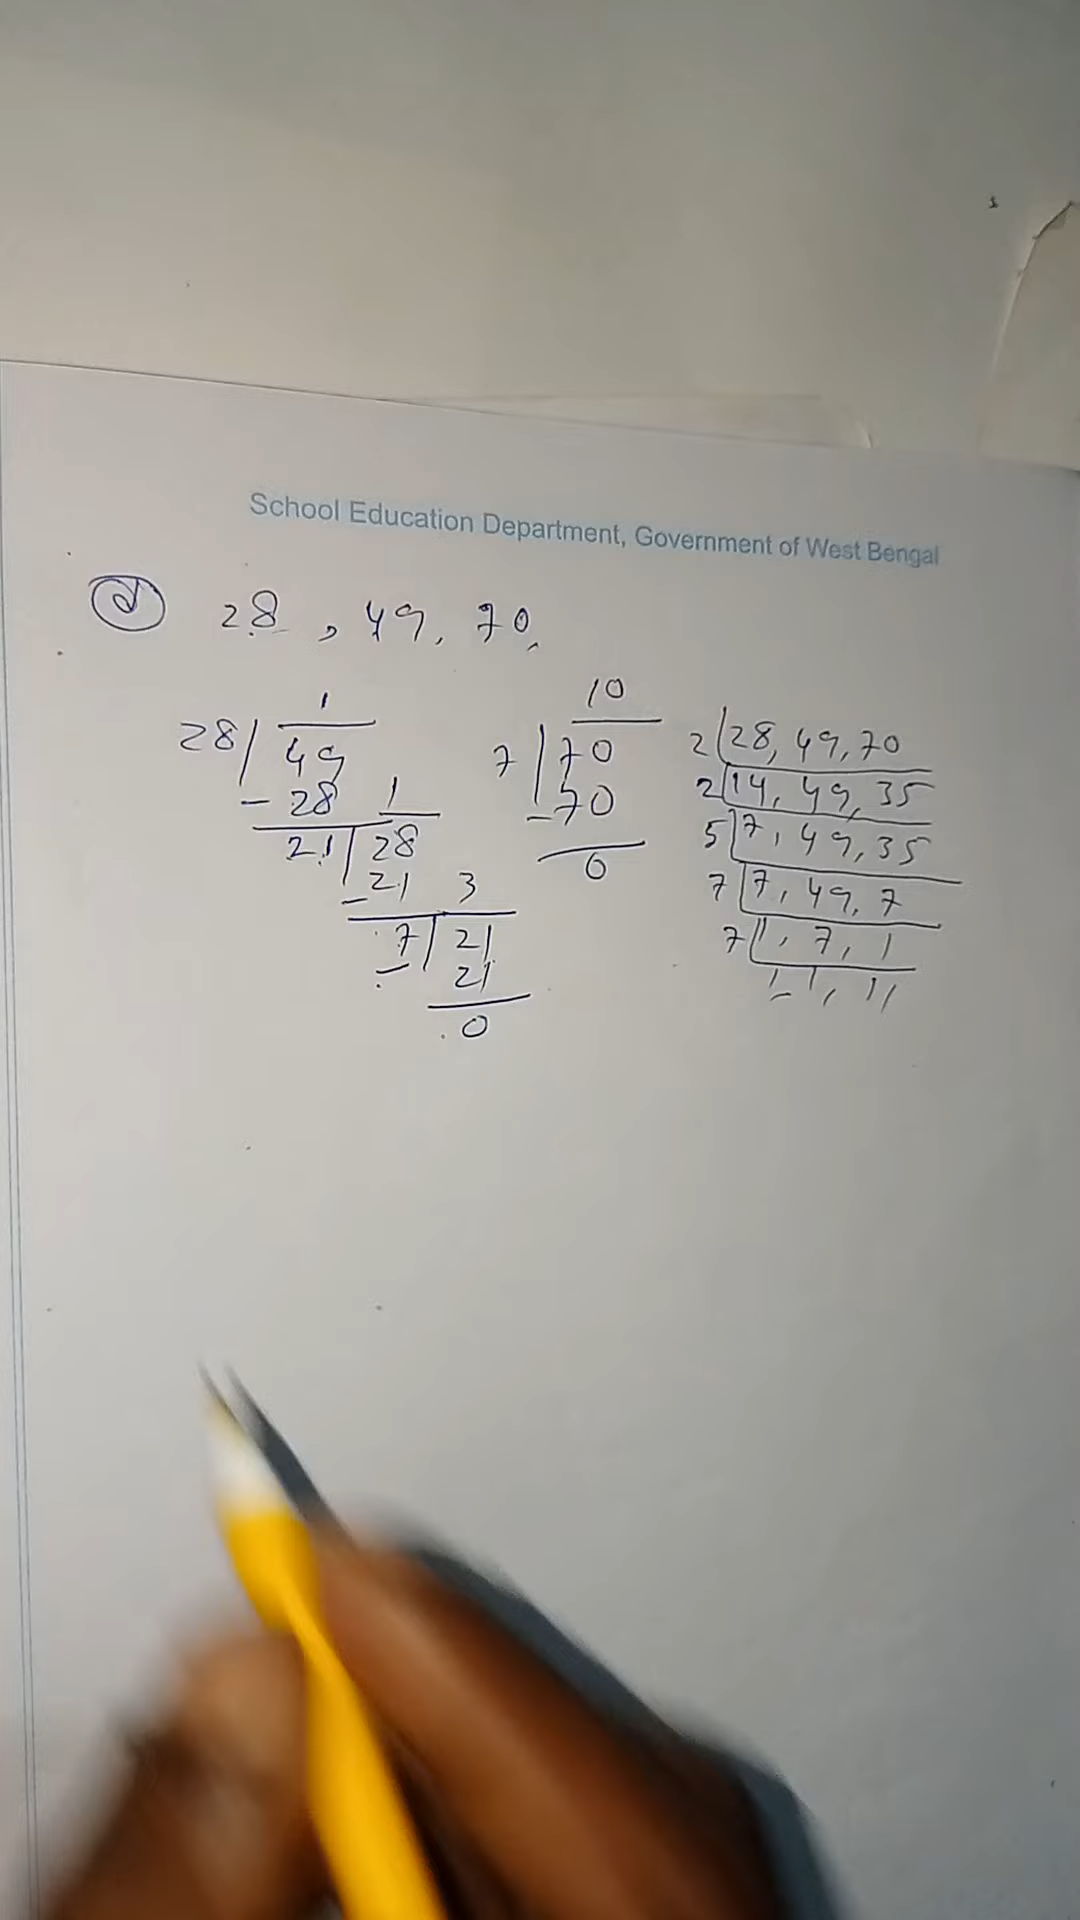 School Education Department, Government of West Bengal
d 28, 49, 70,
1
28 49
- 28 1
21 28
- 21 3
7 21
- 21
0
10
7 70
- 70
0
2 28, 49, 70
2 14, 49, 35
5 7, 49, 35
7 7, 49, 7
7 1, 7, 1
1, 1, 1